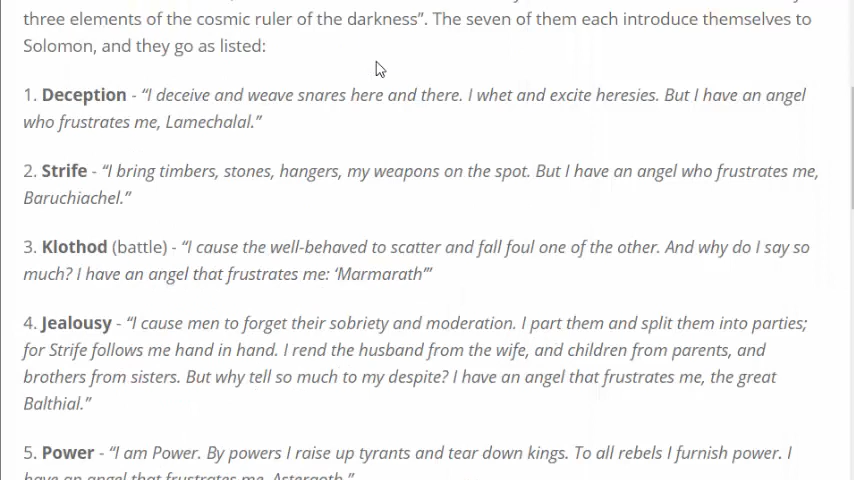 three elements of the cosmic ruler of the darkness”. The seven of them each introduce themselves to
Solomon, and they go as listed:
1. Deception - “I deceive and weave snares here and there. I whet and excite heresies. But I have an angel
who frustrates me, Lamechalal.”
2. Strife - “I bring timbers, stones, hangers, my weapons on the spot. But I have an angel who frustrates me,
Baruchiachel.”
3. Klothod (battle) - “I cause the well-behaved to scatter and fall foul one of the other. And why do I say so
much? I have an angel that frustrates me: ‘Marmarath’”
4. Jealousy - “I cause men to forget their sobriety and moderation. I part them and split them into parties;
for Strife follows me hand in hand. I rend the husband from the wife, and children from parents, and
brothers from sisters. But why tell so much to my despite? I have an angel that frustrates me, the great
Balthial.”
5. Power - “I am Power. By powers I raise up tyrants and tear down kings. To all rebels I furnish power. I
have an angel that frustrates me, Asteraoth.”